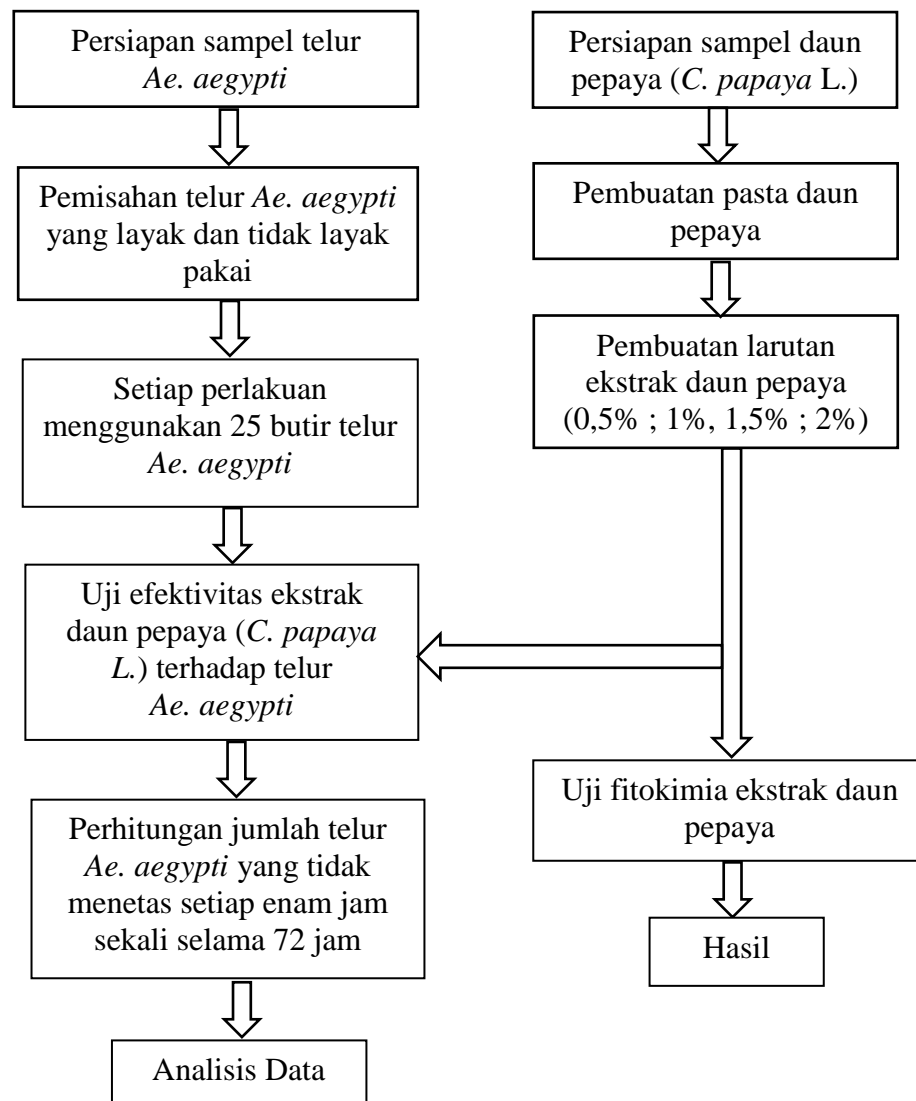 Persiapan sampel telur
Ae. aegypti
Pemisahan telur Ae. aegypti
yang layak dan tidak layak
pakai
Setiap perlakuan
menggunakan 25 butir telur
Ae. aegypti
Uji efektivitas ekstrak
daun pepaya (C. papaya
L.) terhadap telur
Ae. aegypti
Perhitungan jumlah telur
Ae. aegypti yang tidak
menetas setiap enam jam
sekali selama 72 jam
Analisis Data
Persiapan sampel daun
pepaya (C. papaya L.)
Pembuatan pasta daun
pepaya
Pembuatan larutan
ekstrak daun pepaya
(0,5% ; 1%, 1,5% ; 2%)
Uji fitokimia ekstrak daun
pepaya
Hasil